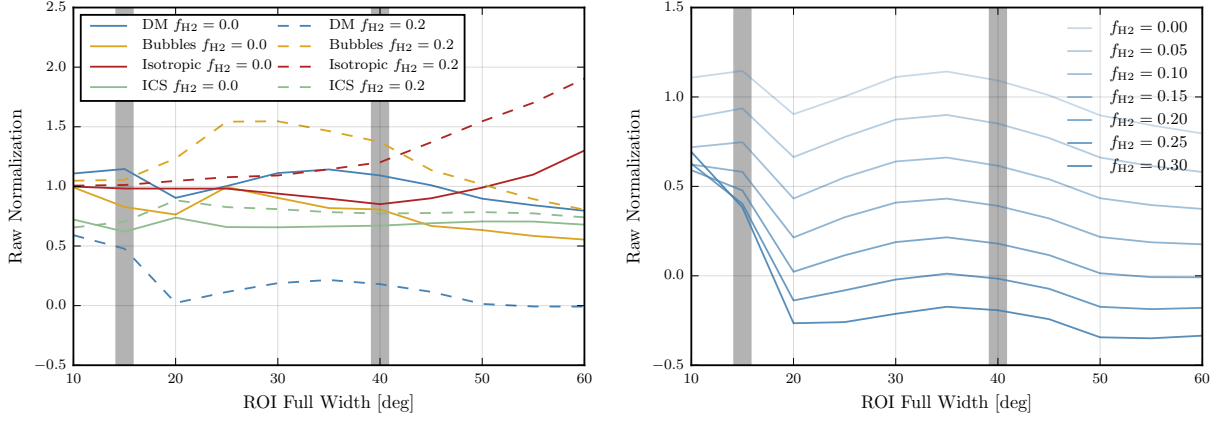 2.5
2.0
1.5
1.0
0.5
0.0
−0.5
Raw Normalization
DM f_H2 = 0.0
Bubbles f_H2 = 0.0
Isotropic f_H2 = 0.0
ICS f_H2 = 0.0
DM f_H2 = 0.2
Bubbles f_H2 = 0.2
Isotropic f_H2 = 0.2
ICS f_H2 = 0.2
10 20 30 40 50 60
ROI Full Width [deg]
1.5
1.0
0.5
0.0
−0.5
Raw Normalization
f_H2 = 0.00
f_H2 = 0.05
f_H2 = 0.10
f_H2 = 0.15
f_H2 = 0.20
f_H2 = 0.25
f_H2 = 0.30
10 20 30 40 50 60
ROI Full Width [deg]